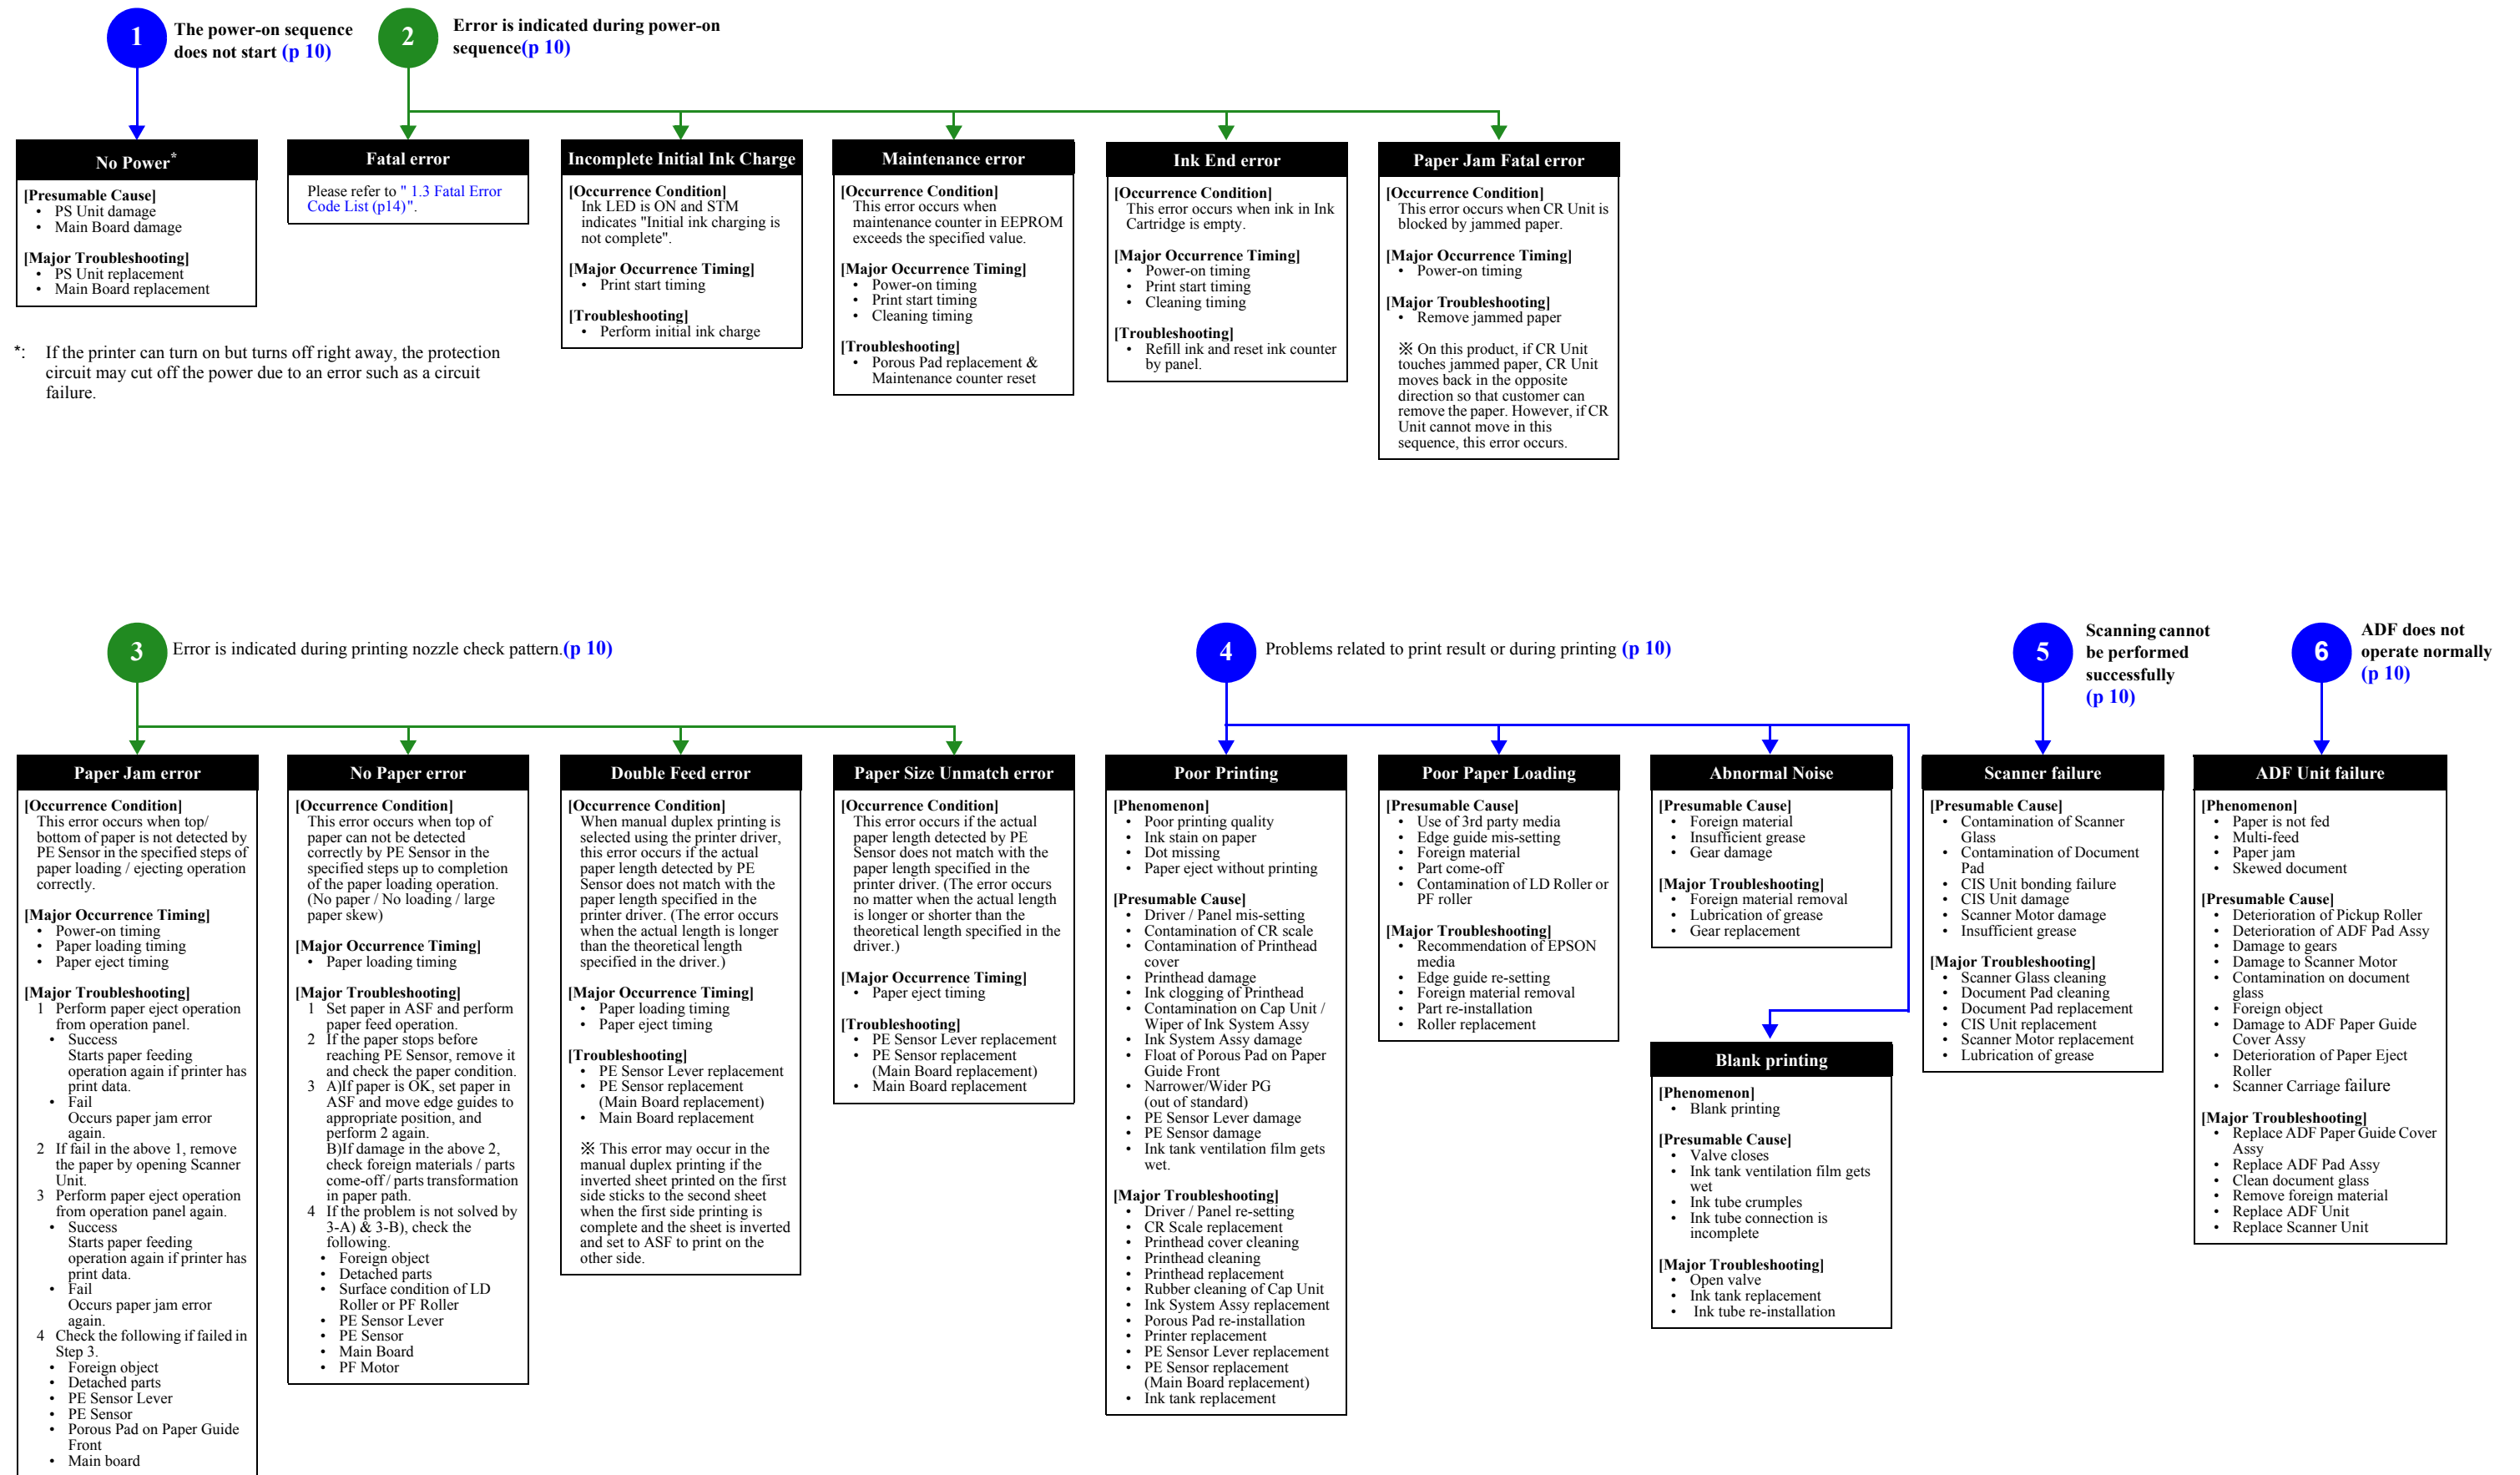 1
The power-on sequence
does not start (p 10)
2
Error is indicated during power-on
sequence(p 10)
No Power*
[Presumable Cause]
• PS Unit damage
• Main Board damage
[Major Troubleshooting]
• PS Unit replacement
• Main Board replacement
*: If the printer can turn on but turns off right away, the protection
circuit may cut off the power due to an error such as a circuit
failure.
Fatal error
Please refer to " 1.3 Fatal Error
Code List (p14)".
Incomplete Initial Ink Charge
[Occurrence Condition]
Ink LED is ON and STM
indicates "Initial ink charging is
not complete".
[Major Occurrence Timing]
• Print start timing
[Troubleshooting]
• Perform initial ink charge
Maintenance error
[Occurrence Condition]
This error occurs when
maintenance counter in EEPROM
exceeds the specified value.
[Major Occurrence Timing]
• Power-on timing
• Print start timing
• Cleaning timing
[Troubleshooting]
• Porous Pad replacement &
Maintenance counter reset
Ink End error
[Occurrence Condition]
This error occurs when ink in Ink
Cartridge is empty.
[Major Occurrence Timing]
• Power-on timing
• Print start timing
• Cleaning timing
[Troubleshooting]
• Refill ink and reset ink counter
by panel.
Paper Jam Fatal error
[Occurrence Condition]
This error occurs when CR Unit is
blocked by jammed paper.
[Major Occurrence Timing]
• Power-on timing
[Major Troubleshooting]
• Remove jammed paper
※ On this product, if CR Unit
touches jammed paper, CR Unit
moves back in the opposite
direction so that customer can
remove the paper. However, if CR
Unit cannot move in this
sequence, this error occurs.
3
Error is indicated during printing nozzle check pattern.(p 10)
4
Problems related to print result or during printing (p 10)
5
Scanning cannot
be performed
successfully
(p 10)
6
ADF does not
operate normally
(p 10)
Paper Jam error
[Occurrence Condition]
This error occurs when top/
bottom of paper is not detected by
PE Sensor in the specified steps of
paper loading / ejecting operation
correctly.
[Major Occurrence Timing]
• Power-on timing
• Paper loading timing
• Paper eject timing
[Major Troubleshooting]
1 Perform paper eject operation
from operation panel.
• Success
Starts paper feeding
operation again if printer has
print data.
• Fail
Occurs paper jam error
again.
2 If fail in the above 1, remove
the paper by opening Scanner
Unit.
3 Perform paper eject operation
from operation panel again.
• Success
Starts paper feeding
operation again if printer has
print data.
• Fail
Occurs paper jam error
again.
4 Check the following if failed in
Step 3.
• Foreign object
• Detached parts
• PE Sensor Lever
• PE Sensor
• Porous Pad on Paper Guide
Front
• Main board
No Paper error
[Occurrence Condition]
This error occurs when top of
paper can not be detected
correctly by PE Sensor in the
specified steps up to completion
of the paper loading operation.
(No paper / No loading / large
paper skew)
[Major Occurrence Timing]
• Paper loading timing
[Major Troubleshooting]
1 Set paper in ASF and perform
paper feed operation.
2 If the paper stops before
reaching PE Sensor, remove it
and check the paper condition.
3 A)If paper is OK, set paper in
ASF and move edge guides to
appropriate position, and
perform 2 again.
B)If damage in the above 2,
check foreign materials / parts
come-off / parts transformation
in paper path.
4 If the problem is not solved by
3-A) & 3-B), check the
following.
• Foreign object
• Detached parts
• Surface condition of LD
Roller or PF Roller
• PE Sensor Lever
• PE Sensor
• Main Board
• PF Motor
Double Feed error
[Occurrence Condition]
When manual duplex printing is
selected using the printer driver,
this error occurs if the actual
paper length detected by PE
Sensor does not match with the
paper length specified in the
printer driver. (The error occurs
when the actual length is longer
than the theoretical length
specified in the driver.)
[Major Occurrence Timing]
• Paper loading timing
• Paper eject timing
[Troubleshooting]
• PE Sensor Lever replacement
• PE Sensor replacement
(Main Board replacement)
• Main Board replacement
※ This error may occur in the
manual duplex printing if the
inverted sheet printed on the first
side sticks to the second sheet
when the first side printing is
complete and the sheet is inverted
and set to ASF to print on the
other side.
Paper Size Unmatch error
[Occurrence Condition]
This error occurs if the actual
paper length detected by PE
Sensor does not match with the
paper length specified in the
printer driver. (The error occurs
no matter when the actual length
is longer or shorter than the
theoretical length specified in the
driver.)
[Major Occurrence Timing]
• Paper eject timing
[Troubleshooting]
• PE Sensor Lever replacement
• PE Sensor replacement
(Main Board replacement)
• Main Board replacement
Poor Printing
[Phenomenon]
• Poor printing quality
• Ink stain on paper
• Dot missing
• Paper eject without printing
[Presumable Cause]
• Driver / Panel mis-setting
• Contamination of CR scale
• Contamination of Printhead
cover
• Printhead damage
• Ink clogging of Printhead
• Contamination on Cap Unit /
Wiper of Ink System Assy
• Ink System Assy damage
• Float of Porous Pad on Paper
Guide Front
• Narrower/Wider PG
(out of standard)
• PE Sensor Lever damage
• PE Sensor damage
• Ink tank ventilation film gets
wet.
[Major Troubleshooting]
• Driver / Panel re-setting
• CR Scale replacement
• Printhead cover cleaning
• Printhead cleaning
• Printhead replacement
• Rubber cleaning of Cap Unit
• Ink System Assy replacement
• Porous Pad re-installation
• Printer replacement
• PE Sensor Lever replacement
• PE Sensor replacement
(Main Board replacement)
• Ink tank replacement
Poor Paper Loading
[Presumable Cause]
• Use of 3rd party media
• Edge guide mis-setting
• Foreign material
• Part come-off
• Contamination of LD Roller or
PF roller
[Major Troubleshooting]
• Recommendation of EPSON
media
• Edge guide re-setting
• Foreign material removal
• Part re-installation
• Roller replacement
Abnormal Noise
[Presumable Cause]
• Foreign material
• Insufficient grease
• Gear damage
[Major Troubleshooting]
• Foreign material removal
• Lubrication of grease
• Gear replacement
Blank printing
[Phenomenon]
• Blank printing
[Presumable Cause]
• Valve closes
• Ink tank ventilation film gets
wet
• Ink tube crumples
• Ink tube connection is
incomplete
[Major Troubleshooting]
• Open valve
• Ink tank replacement
• Ink tube re-installation
Scanner failure
[Presumable Cause]
• Contamination of Scanner
Glass
• Contamination of Document
Pad
• CIS Unit bonding failure
• CIS Unit damage
• Scanner Motor damage
• Insufficient grease
[Major Troubleshooting]
• Scanner Glass cleaning
• Document Pad cleaning
• Document Pad replacement
• CIS Unit replacement
• Scanner Motor replacement
• Lubrication of grease
ADF Unit failure
[Phenomenon]
• Paper is not fed
• Multi-feed
• Paper jam
• Skewed document
[Presumable Cause]
• Deterioration of Pickup Roller
• Deterioration of ADF Pad Assy
• Damage to gears
• Damage to Scanner Motor
• Contamination on document
glass
• Foreign object
• Damage to ADF Paper Guide
Cover Assy
• Deterioration of Paper Eject
Roller
• Scanner Carriage failure
[Major Troubleshooting]
• Replace ADF Paper Guide Cover
Assy
• Replace ADF Pad Assy
• Clean document glass
• Remove foreign material
• Replace ADF Unit
• Replace Scanner Unit